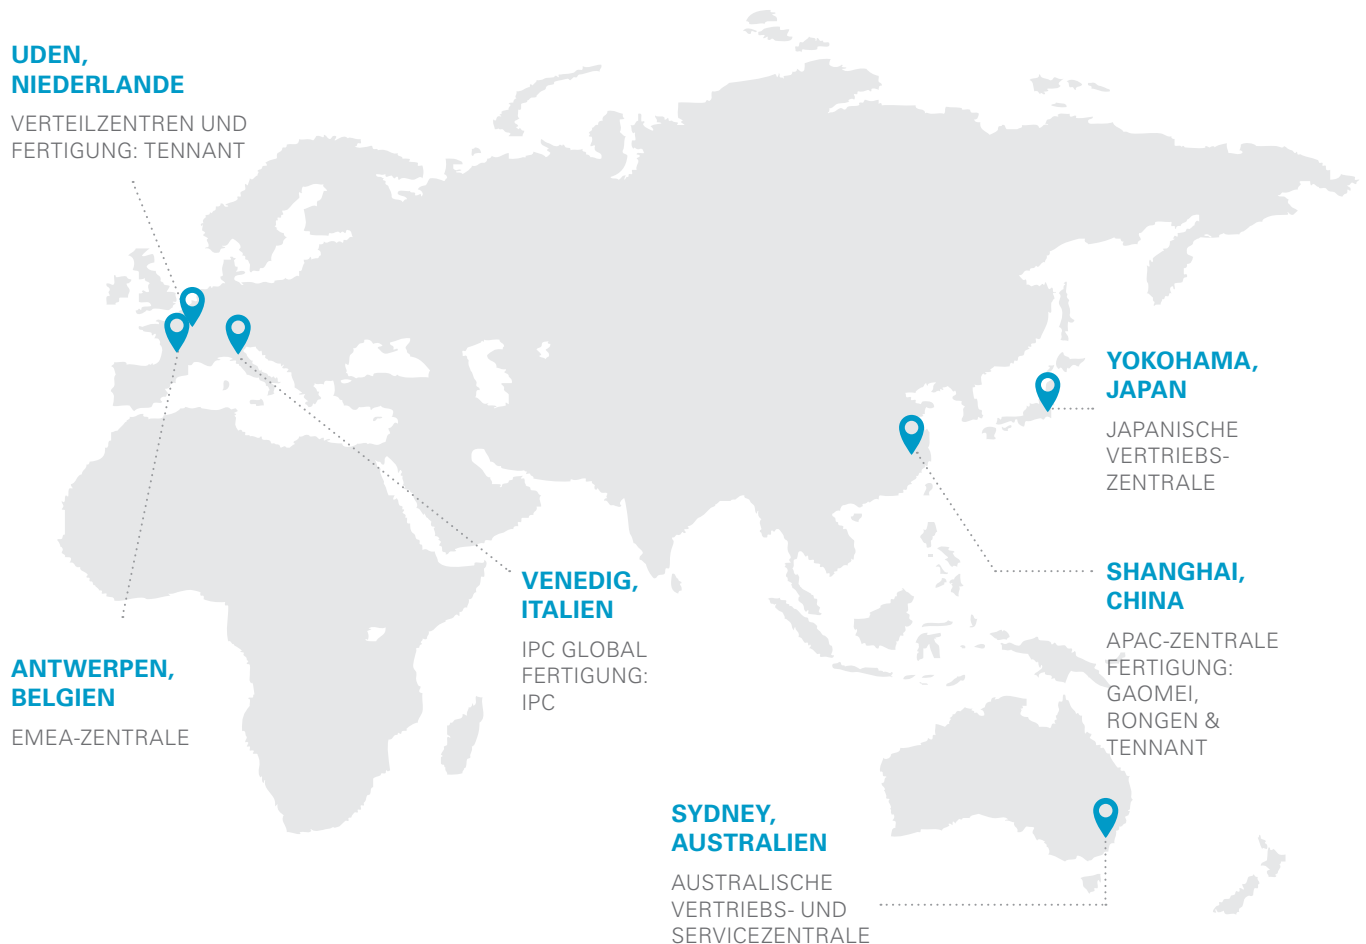 UDEN,
NIEDERLANDE
VERTEILZENTREN UND
FERTIGUNG: TENNANT
YOKOHAMA,
JAPAN
JAPANISCHE
VERTRIEBS-
ZENTRALE
VENEDIG,
ITALIEN
IPC GLOBAL
FERTIGUNG:
IPC
SHANGHAI,
CHINA
APAC-ZENTRALE
FERTIGUNG:
GAOMEI,
RONGEN &
TENNANT
ANTWERPEN,
BELGIEN
EMEA-ZENTRALE
SYDNEY,
AUSTRALIEN
AUSTRALISCHE
VERTRIEBS- UND
SERVICEZENTRALE